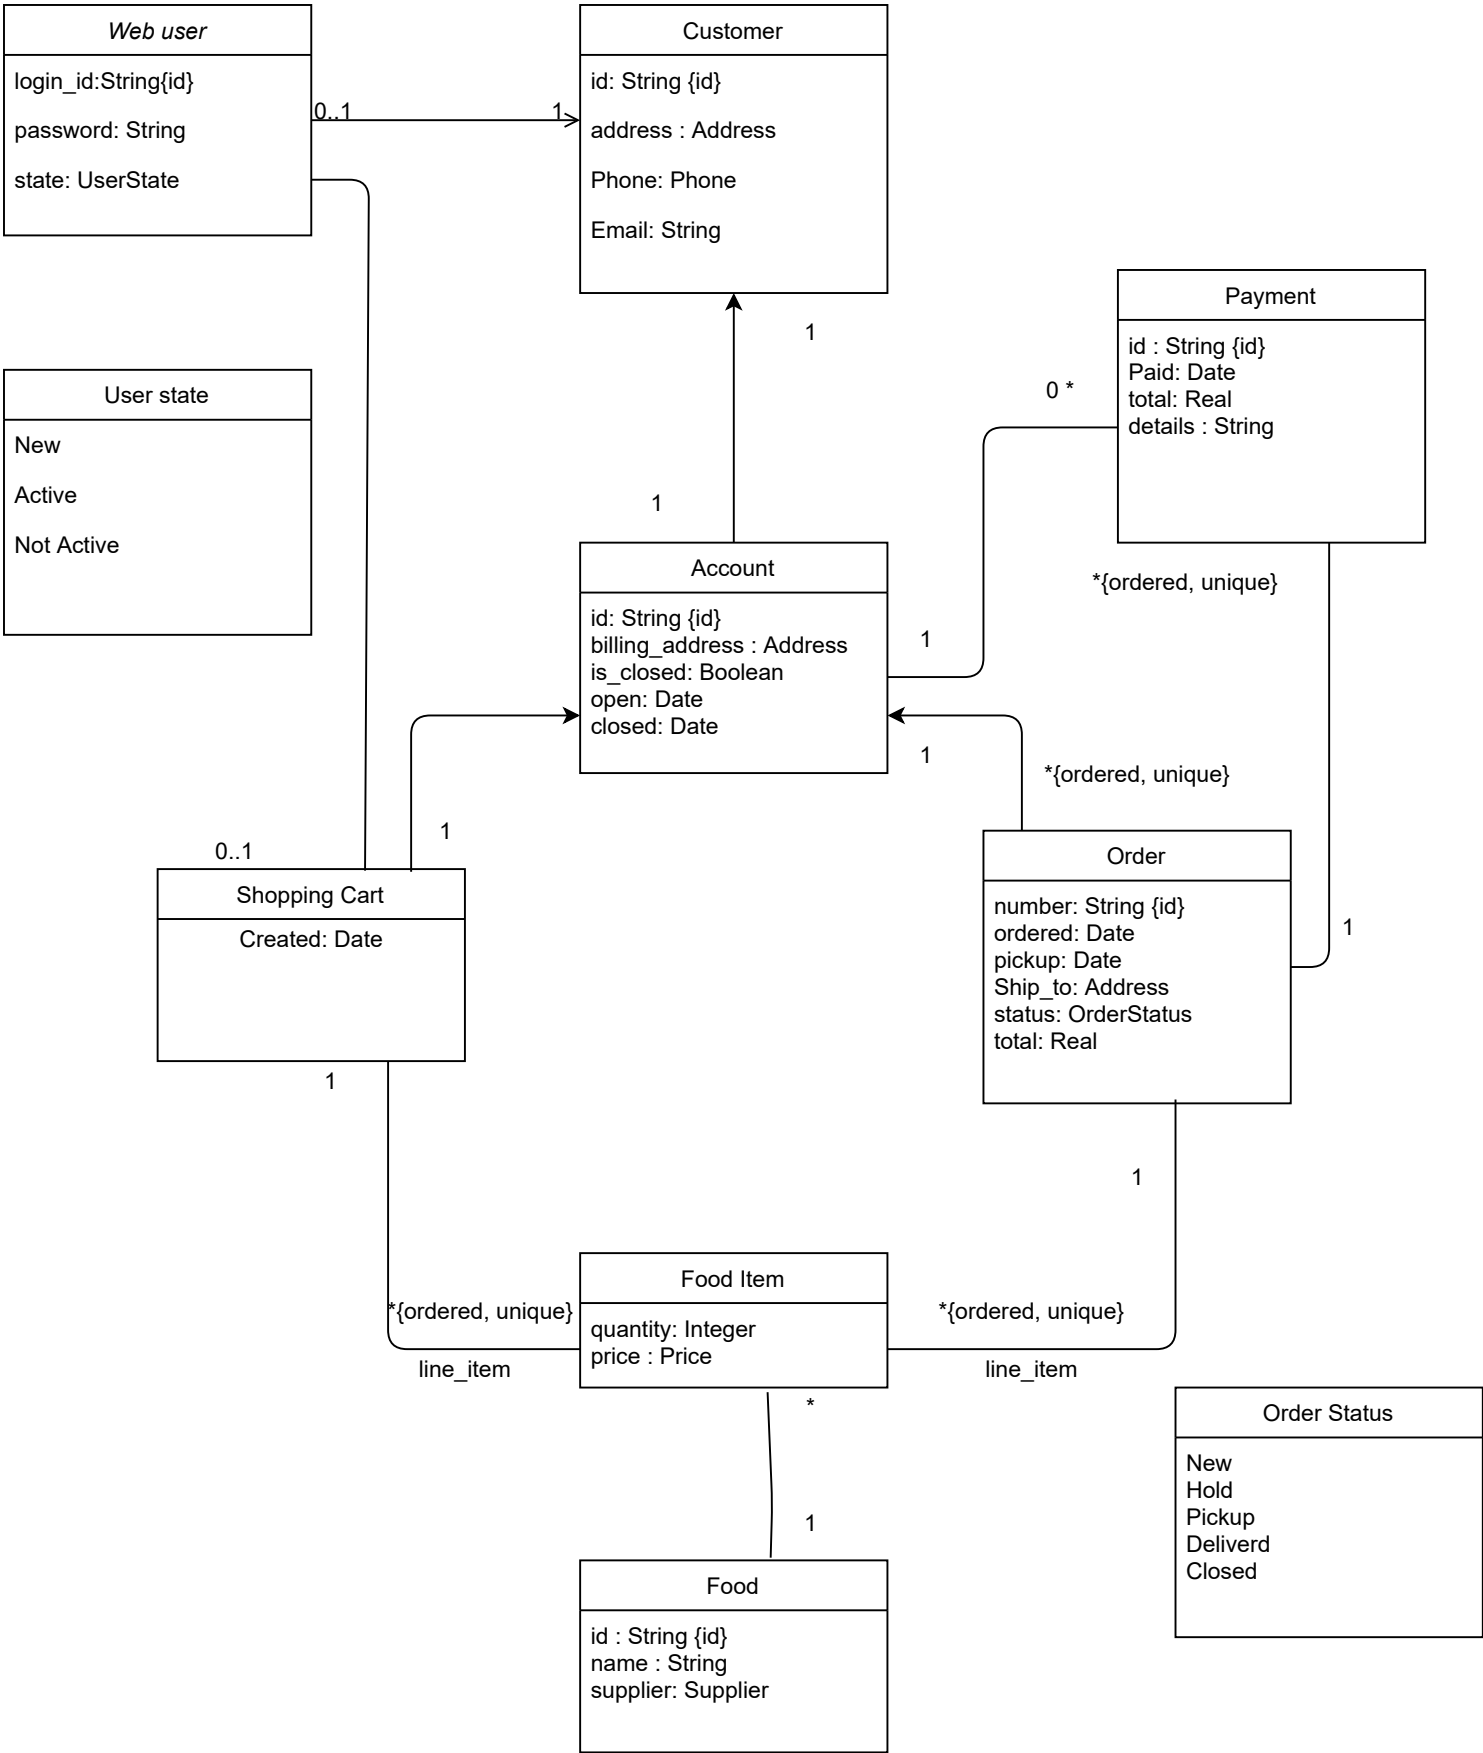 Web user
login_id:String{id}
password: String
state: UserState
0..1
1
Customer
id: String {id}
address : Address
Phone: Phone
Email: String
1
Payment
id : String {id}
Paid: Date
total: Real
details : String
0 *
User state
New
Active
Not Active
1
Account
id: String {id}
billing_address : Address
is_closed: Boolean
open: Date
closed: Date
1
*{ordered, unique}
1
*{ordered, unique}
1
0..1
Shopping Cart
Created: Date
1
Order
number: String {id}
ordered: Date
pickup: Date
Ship_to: Address
status: OrderStatus
total: Real
1
1
*{ordered, unique}
line_item
Food Item
quantity: Integer
price : Price
*{ordered, unique}
line_item
*
1
Order Status
New
Hold
Pickup
Deliverd
Closed
Food
id : String {id}
name : String
supplier: Supplier